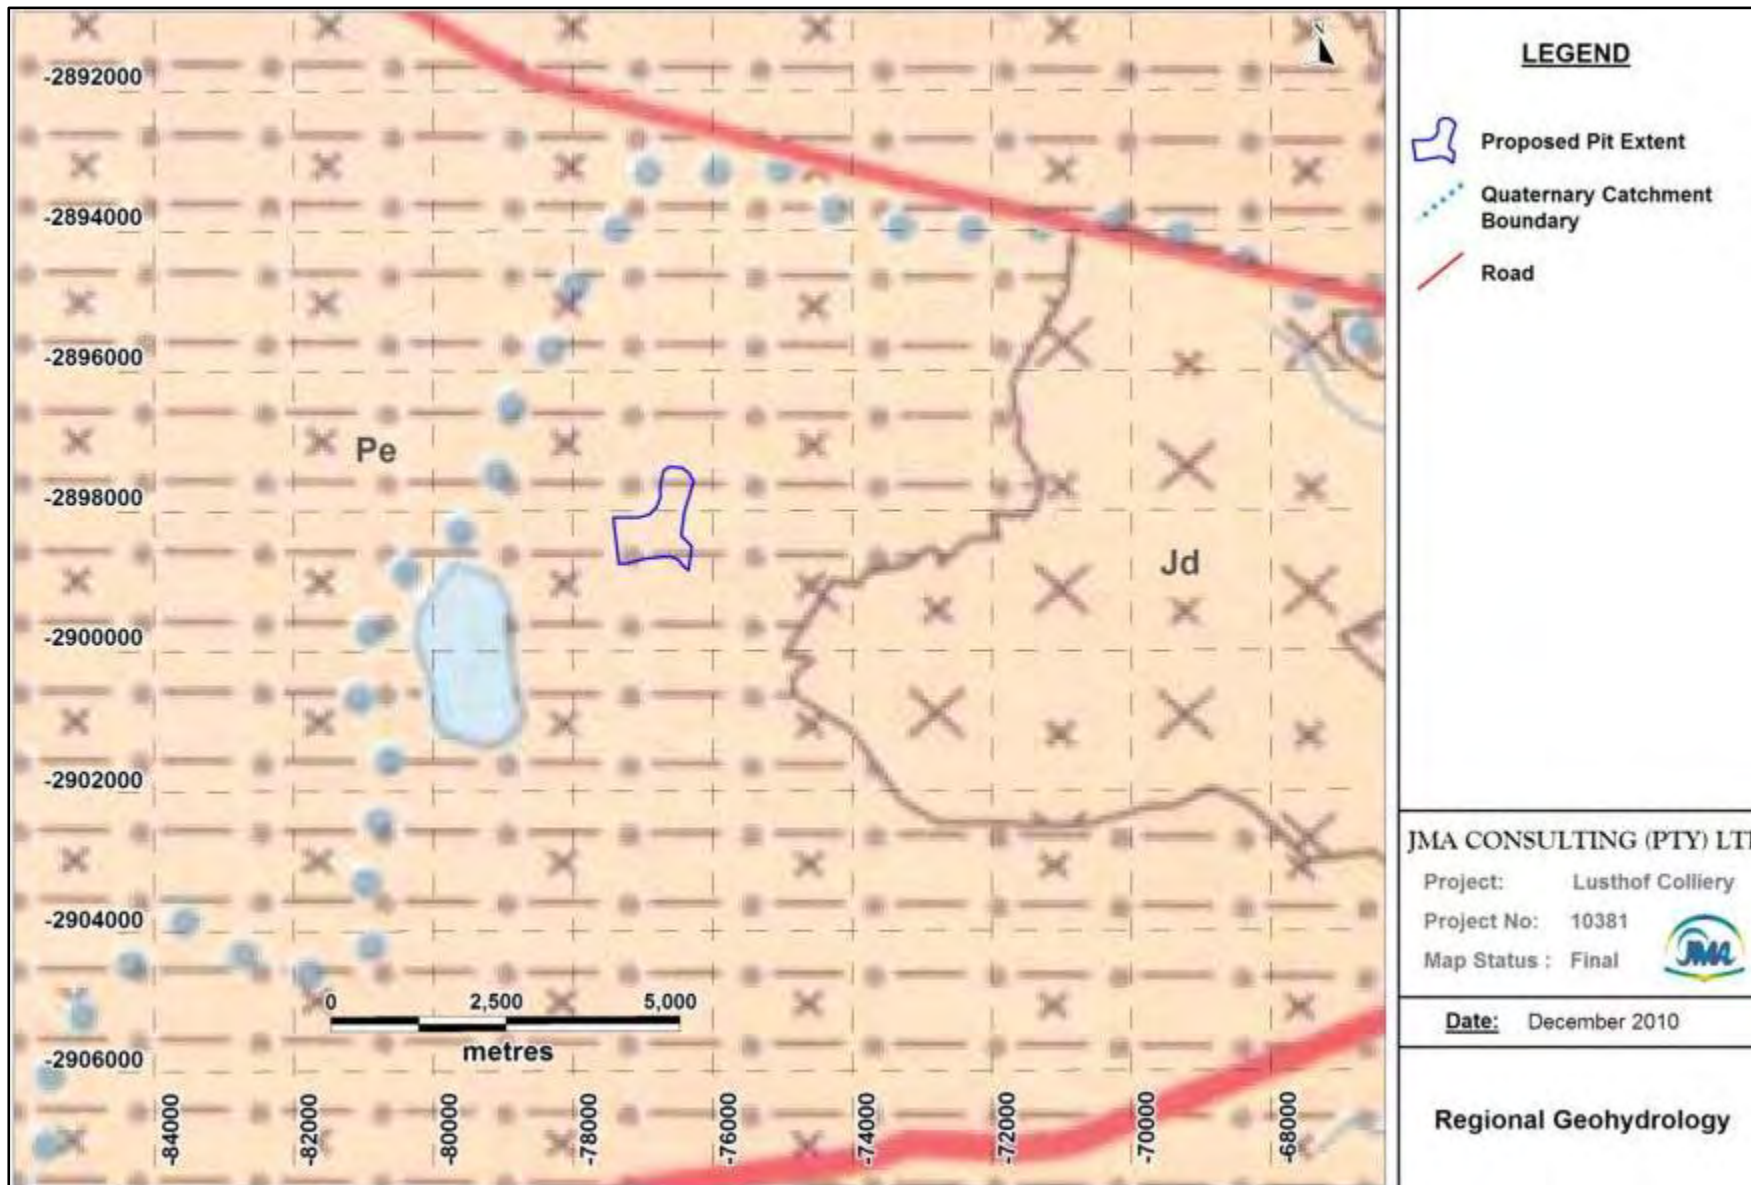 N
-2892000
-2894000
-2896000
Pe
-2898000
Jd
-2900000
-2902000
-2904000
0 2,500 5,000
metres
-2906000
-84000 -82000 -80000 -78000 -76000 -74000 -72000 -70000 -68000
LEGEND
Proposed Pit Extent
Quaternary Catchment
Boundary
Road
JMA CONSULTING (PTY) LT
Project: Lusthof Colliery
Project No: 10381
Map Status : Final
JMA
Date: December 2010
Regional Geohydrology